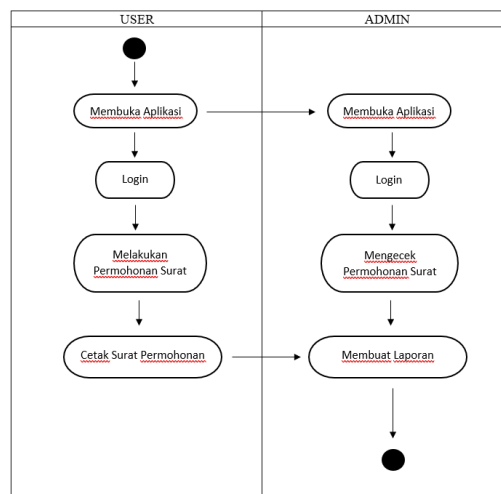 USER
ADMIN
Membuka Aplikasi
Membuka Aplikasi
Login
Login
Melakukan
Permohonan Surat
Mengecek
Permohonan Surat
Cetak Surat Permohonan
Membuat Laporan